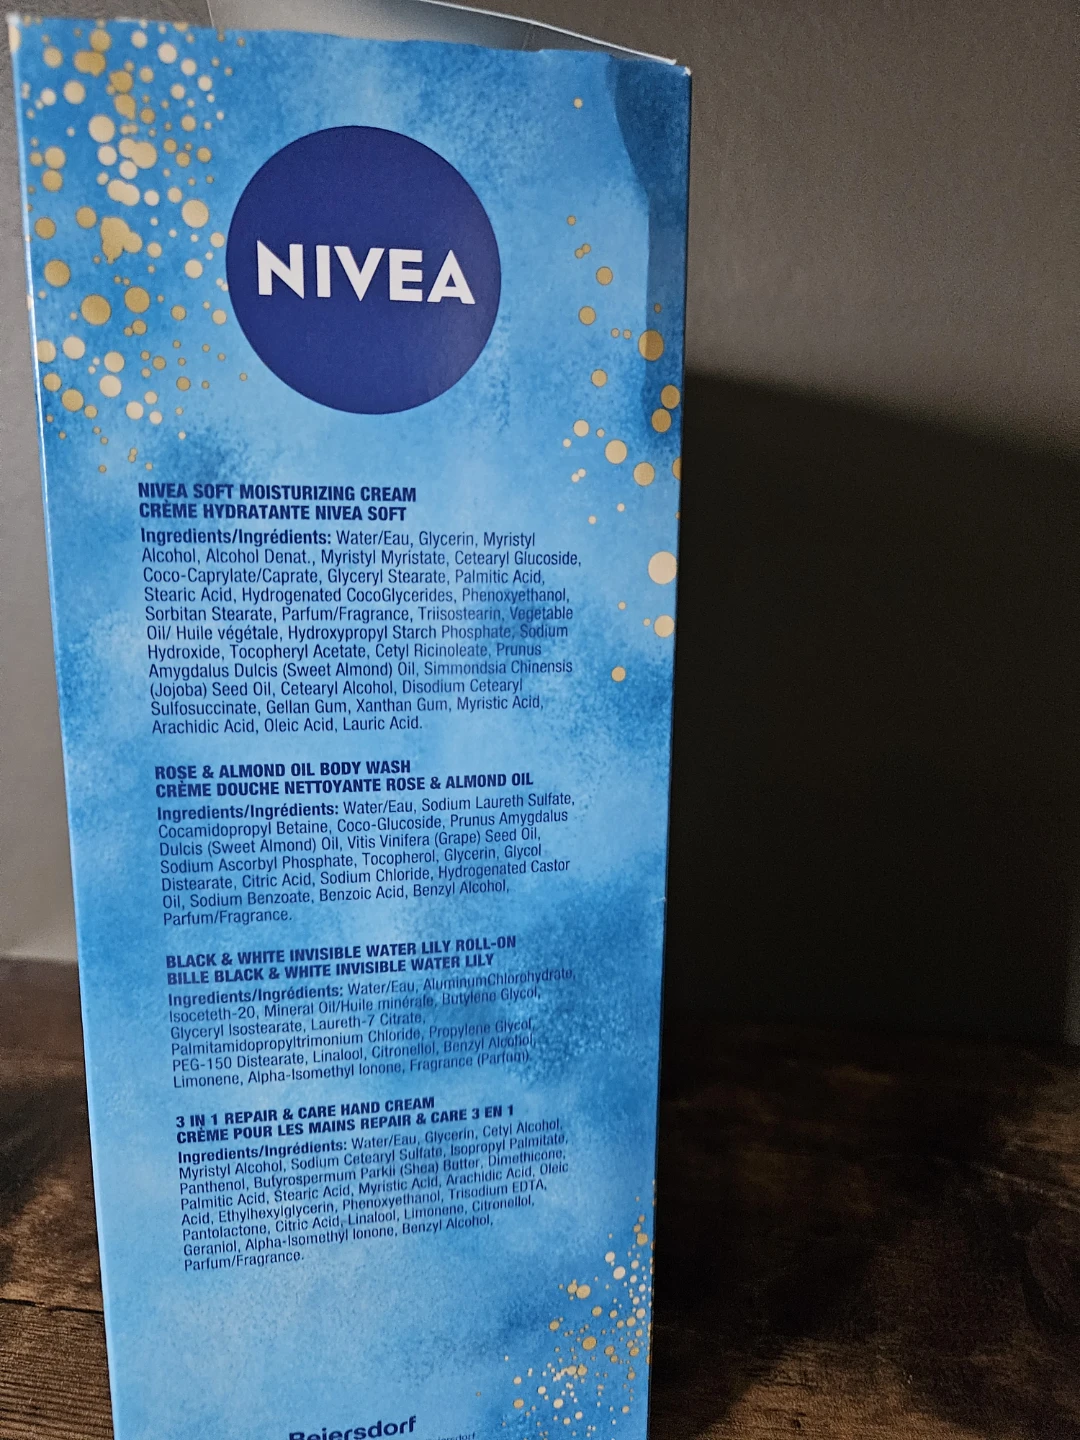 NIVEA
NIVEA SOFT MOISTURIZING CREAM
CRÈME HYDRATANTE NIVEA SOFT
Ingredients/Ingrédients: Water/Eau, Glycerin, Myristyl
Alcohol, Alcohol Denat., Myristyl Myristate, Cetearyl Glucoside,
Coco-Caprylate/Caprate, Glyceryl Stearate, Palmitic Acid,
Stearic Acid, Hydrogenated CocoGlycerides, Phenoxyethanol,
Sorbitan Stearate, Parfum/Fragrance, Triisostearin, Vegetable
Oil/ Huile végétale, Hydroxypropyl Starch Phosphate, Sodium
Hydroxide, Tocopheryl Acetate, Cetyl Ricinoleate, Prunus
Amygdalus Dulcis (Sweet Almond) Oil, Simmondsia Chinensis
(Jojoba) Seed Oil, Cetearyl Alcohol, Disodium Cetearyl
Sulfosuccinate, Gellan Gum, Xanthan Gum, Myristic Acid,
Arachidic Acid, Oleic Acid, Lauric Acid.
ROSE & ALMOND OIL BODY WASH
CRÈME DOUCHE NETTOYANTE ROSE & ALMOND OIL
Ingredients/Ingrédients: Water/Eau, Sodium Laureth Sulfate,
Cocamidopropyl Betaine, Coco-Glucoside, Prunus Amygdalus
Dulcis (Sweet Almond) Oil, Vitis Vinifera (Grape) Seed Oil,
Sodium Ascorbyl Phosphate, Tocopherol, Glycerin, Glycol
Distearate, Citric Acid, Sodium Chloride, Hydrogenated Castor
Oil, Sodium Benzoate, Benzoic Acid, Benzyl Alcohol,
Parfum/Fragrance.
BLACK & WHITE INVISIBLE WATER LILY ROLL-ON
BILLE BLACK & WHITE INVISIBLE WATER LILY
Ingredients/Ingrédients: Water/Eau, AluminumChlorohydrate,
Isoceteth-20, Mineral Oil/Huile minérale, Butylene Glycol,
Glyceryl Isostearate, Laureth-7 Citrate,
Palmitamidopropyltrimonium Chloride, Propylene Glycol,
PEG-150 Distearate, Linalool, Citronellol, Benzyl Alcohol,
Limonene, Alpha-Isomethyl Ionone, Fragrance (Parfum).
3 IN 1 REPAIR & CARE HAND CREAM
CRÈME POUR LES MAINS REPAIR & CARE 3 EN 1
Ingredients/Ingrédients: Water/Eau, Glycerin, Cetyl Alcohol,
Myristyl Alcohol, Sodium Cetearyl Sulfate, Isopropyl Palmitate,
Panthenol, Butyrospermum Parkii (Shea) Butter, Dimethicone,
Palmitic Acid, Stearic Acid, Myristic Acid, Arachidic Acid, Oleic
Acid, Ethylhexylglycerin, Phenoxyethanol, Trisodium EDTA,
Pantolactone, Citric Acid, Linalool, Limonene, Citronellol,
Geraniol, Alpha-Isomethyl Ionone, Benzyl Alcohol,
Parfum/Fragrance.
Beiersdorf